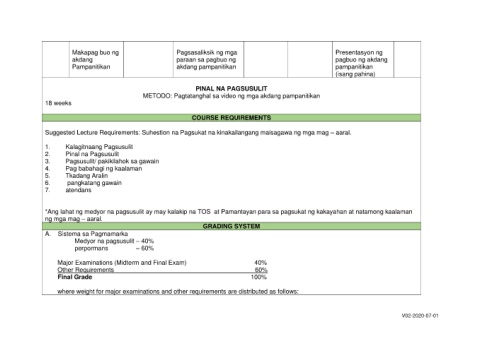 Makapag buo ng
akdang
Pampanitikan
Pagsasaliksik ng mga
paraan sa pagbuo ng
akdang pampanitikan
Presentasyon ng
pagbuo ng akdang
pampanitikan
(isang pahina)
PINAL NA PAGSUSULIT
METODO: Pagtatanghal sa video ng mga akdang pampanitikan
18 weeks
COURSE REQUIREMENTS
Suggested Lecture Requirements: Suhestion na Pagsukat na kinakailangang maisagawa ng mga mag – aaral.
1. Kalagitnaang Pagsusulit
2. Pinal na Pagsusulit
3. Pagsusulit/ pakikilahok sa gawain
4. Pag babahagi ng kaalaman
5. Tkadang Aralin
6. pangkatang gawain
7. atendans
*Ang lahat ng medyor na pagsusulit ay may kalakip na TOS at Pamantayan para sa pagsukat ng kakayahan at natamong kaalaman
ng mga mag – aaral.
GRADING SYSTEM
A. Sistema sa Pagmamarka
Medyor na pagsusulit – 40%
perpormans – 60%
Major Examinations (Midterm and Final Exam) 40%
Other Requirements 60%
Final Grade 100%
where weight for major examinations and other requirements are distributed as follows:
V02-2020-07-01